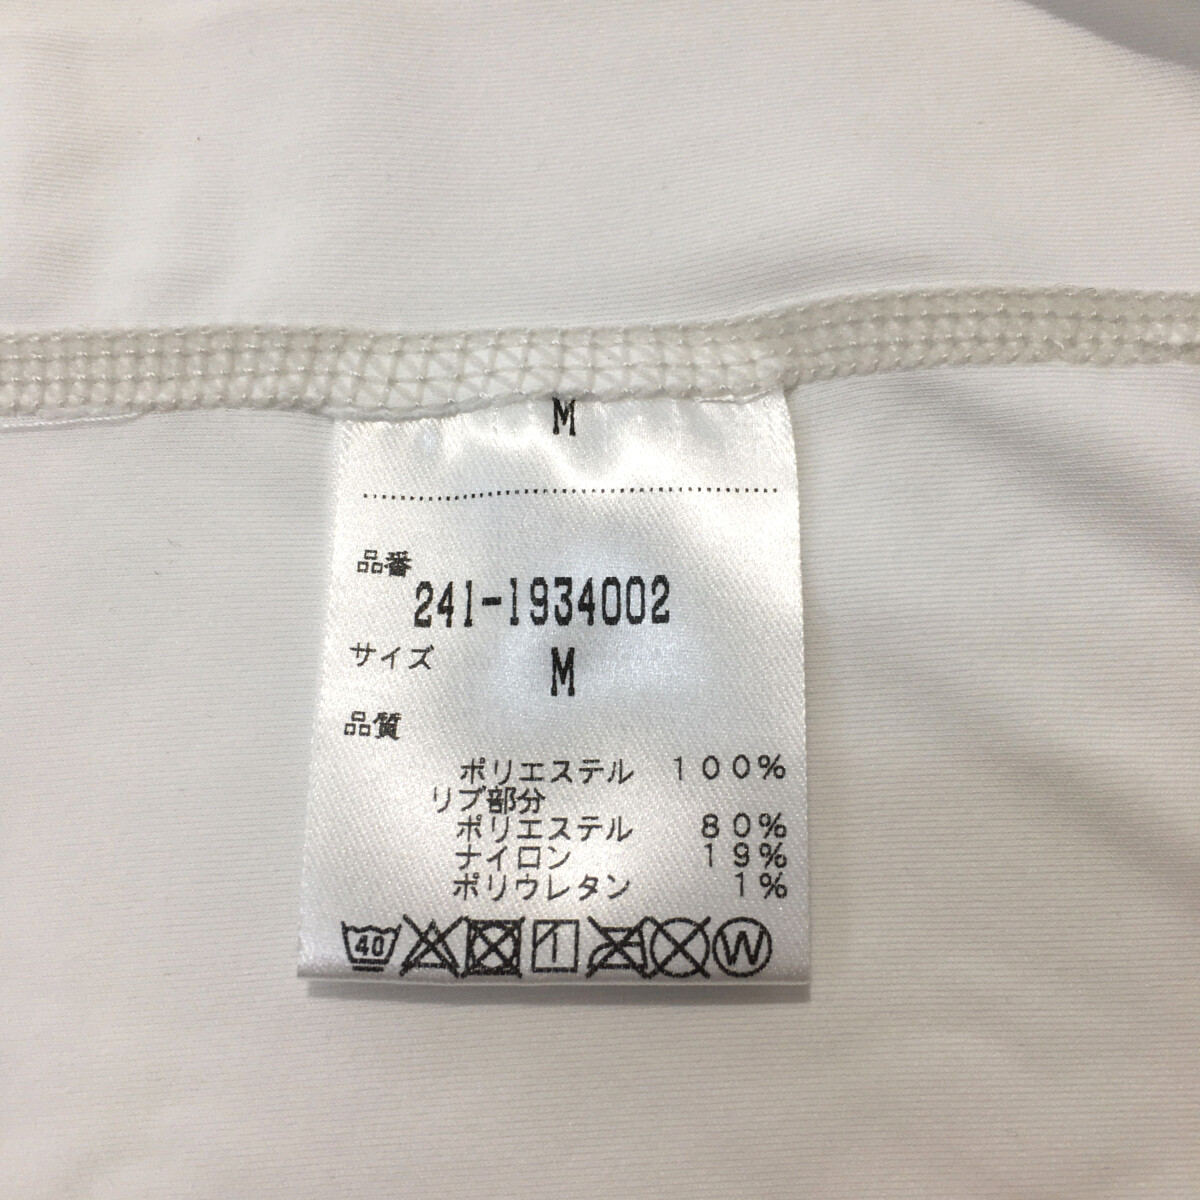 M
品番
241-1934002
サイズ M
品質
ポリエステル 100%
リブ部分
ポリエステル 80%
ナイロン 19%
ポリウレタン 1%
40 W